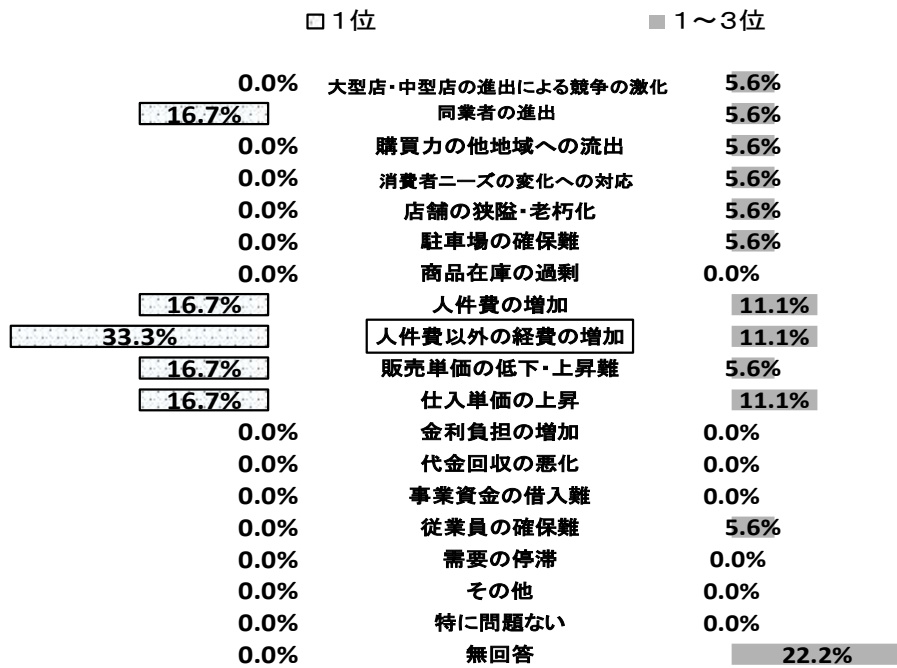 1位 1～3位
0.0% 大型店・中型店の進出による競争の激化 5.6%
16.7% 同業者の進出 5.6%
0.0% 購買力の他地域への流出 5.6%
0.0% 消費者ニーズの変化への対応 5.6%
0.0% 店舗の狭隘・老朽化 5.6%
0.0% 駐車場の確保難 5.6%
0.0% 商品在庫の過剰 0.0%
16.7% 人件費の増加 11.1%
33.3% 人件費以外の経費の増加 11.1%
16.7% 販売単価の低下・上昇難 5.6%
16.7% 仕入単価の上昇 11.1%
0.0% 金利負担の増加 0.0%
0.0% 代金回収の悪化 0.0%
0.0% 事業資金の借入難 0.0%
0.0% 従業員の確保難 5.6%
0.0% 需要の停滞 0.0%
0.0% その他 0.0%
0.0% 特に問題ない 0.0%
0.0% 無回答 22.2%